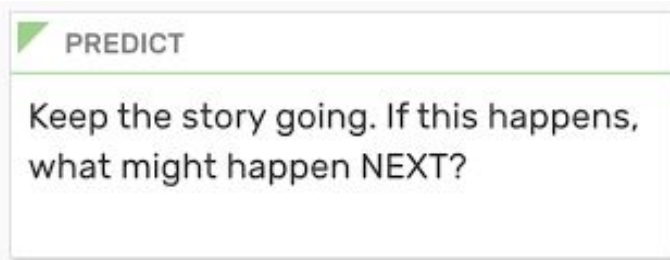 PREDICT
Keep the story going. If this happens,
what might happen NEXT?